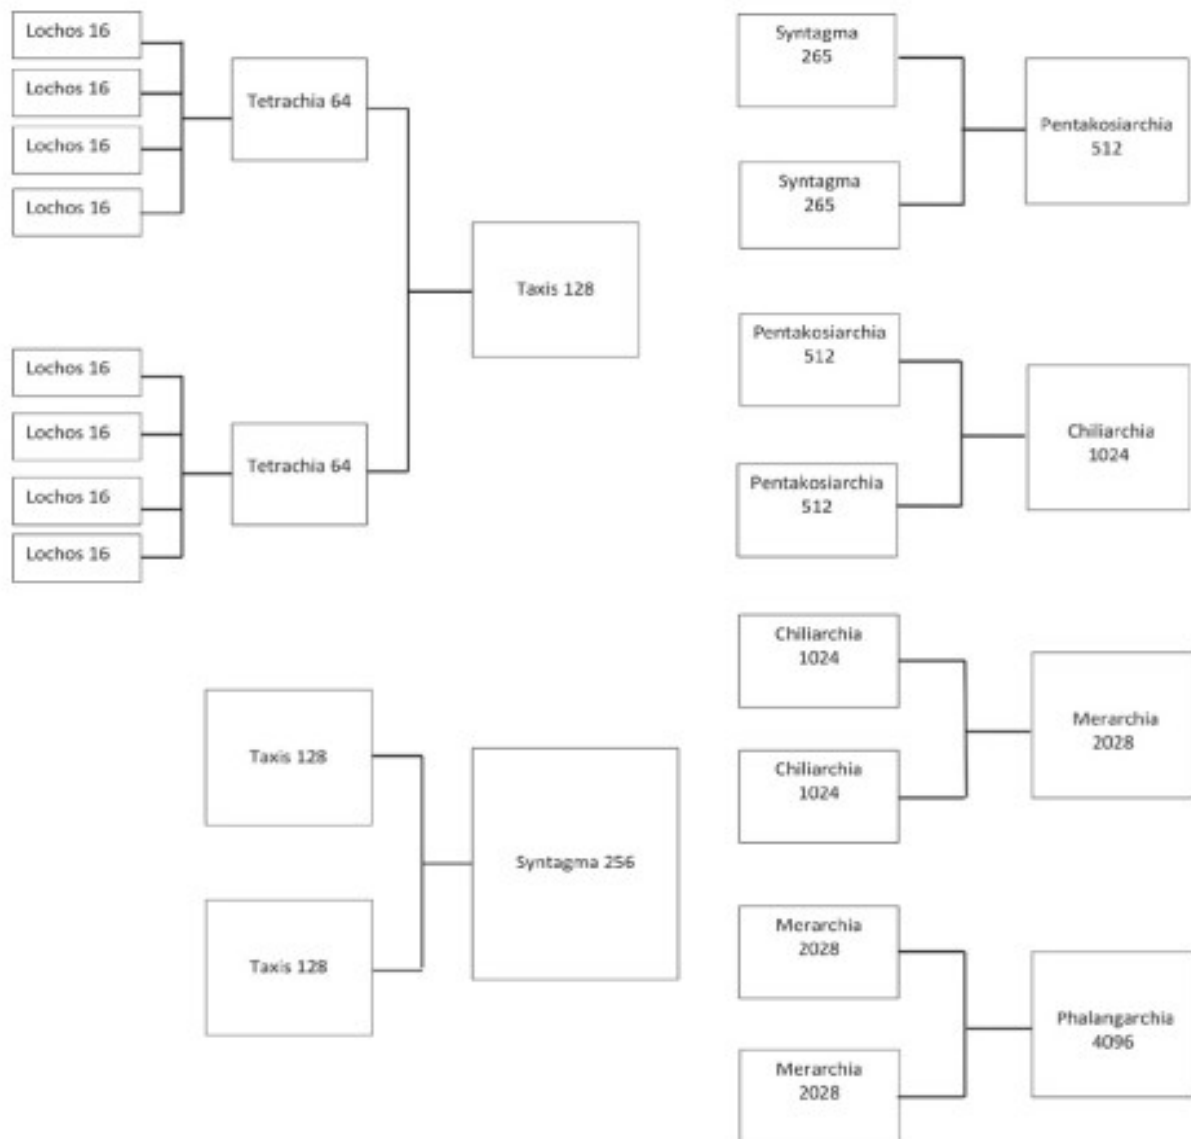 Lochos 16
Lochos 16
Lochos 16
Lochos 16
Tetrachia 64
Taxis 128
Lochos 16
Lochos 16
Lochos 16
Lochos 16
Tetrachia 64
Taxis 128
Taxis 128
Syntagma 256
Syntagma
265
Syntagma
265
Pentakosiarchia
512
Pentakosiarchia
512
Pentakosiarchia
512
Chiliarchia
1024
Chiliarchia
1024
Chiliarchia
1024
Merarchia
2028
Merarchia
2028
Merarchia
2028
Phalangarchia
4096